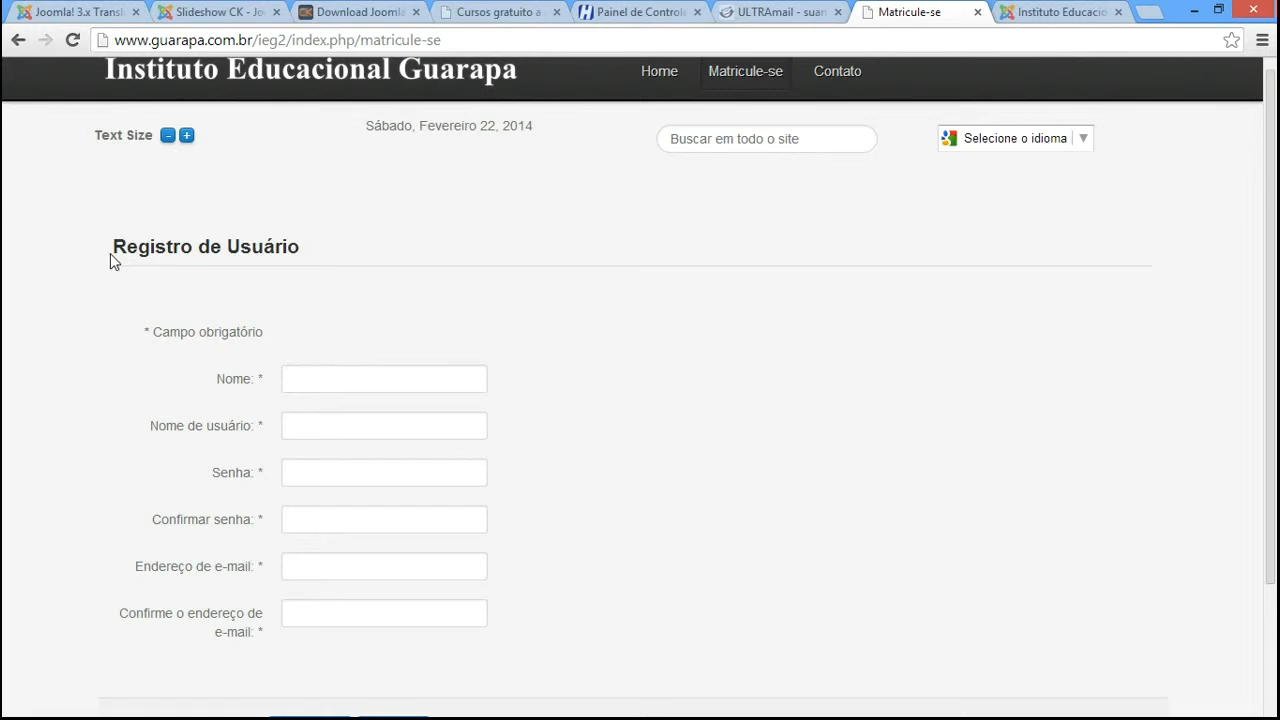 Joomla! 3.x Transl
Slideshow CK - Joo
Download Joomla
Cursos gratuito a
Painel de Controle
ULTRAmail - suan
Matricule-se
Instituto Educacio
www.guarapa.com.br/ieg2/index.php/matricule-se
Instituto Educacional Guarapa
Home
Matricule-se
Contato
Text Size - +
Sábado, Fevereiro 22, 2014
Buscar em todo o site
Selecione o idioma
Registro de Usuário
* Campo obrigatório
Nome: *
Nome de usuário: *
Senha: *
Confirmar senha: *
Endereço de e-mail: *
Confirme o endereço de
e-mail: *